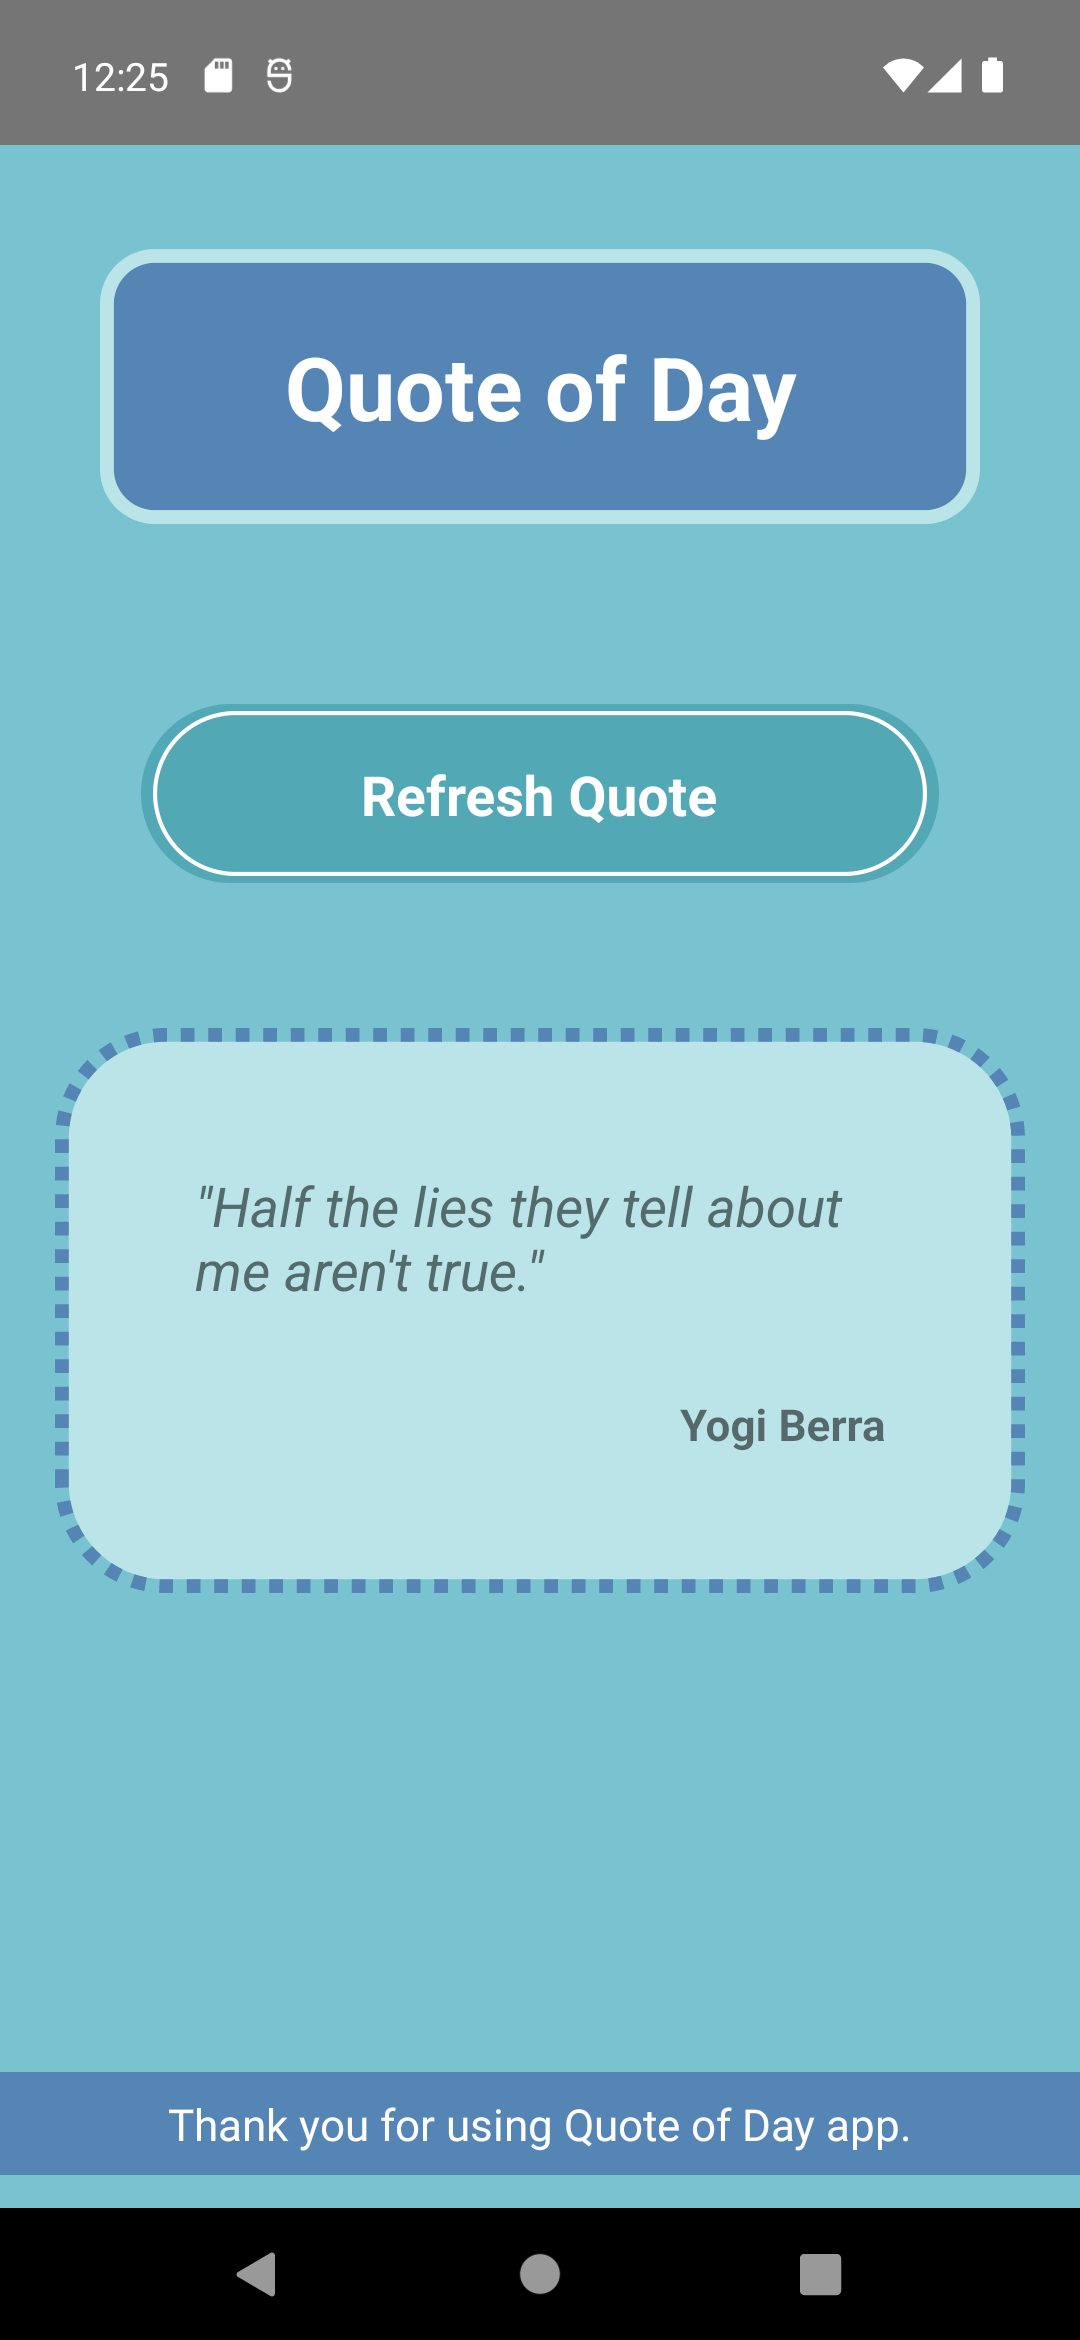 12:25
Quote of Day
Refresh Quote
"Half the lies they tell about
me aren't true."
Yogi Berra
Thank you for using Quote of Day app.